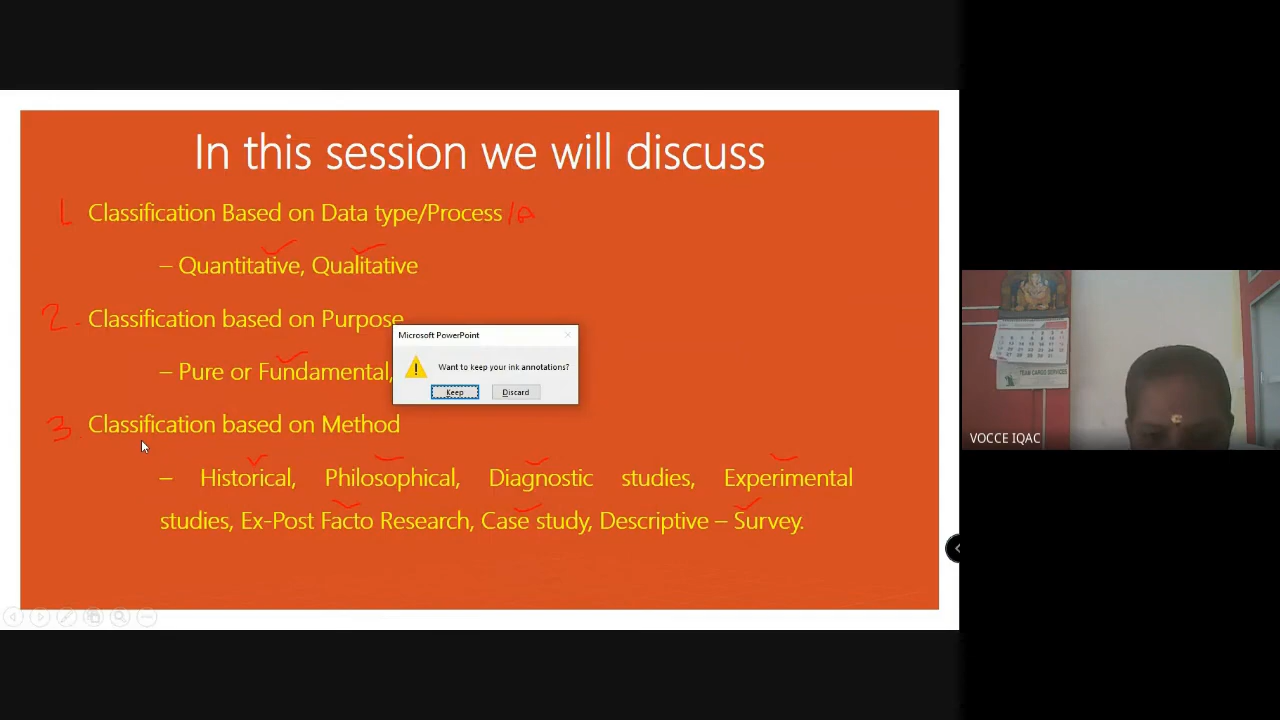 In this session we will discuss
1. Classification Based on Data type/Process
– Quantitative, Qualitative
2. Classification based on Purpose
– Pure or Fundamental,
3. Classification based on Method
– Historical, Philosophical, Diagnostic studies, Experimental
studies, Ex-Post Facto Research, Case study, Descriptive – Survey.
Microsoft PowerPoint
Want to keep your ink annotations?
Keep
Discard
VOCCE IQAC